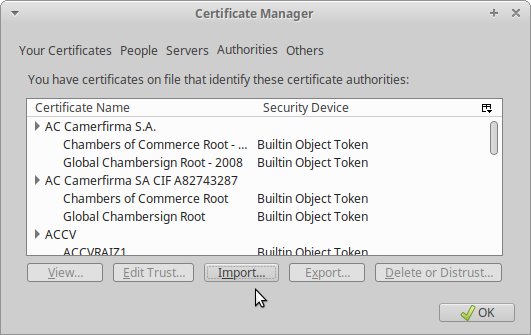 Certificate Manager
Your Certificates People Servers Authorities Others
You have certificates on file that identify these certificate authorities:
Certificate Name Security Device
AC Camerfirma S.A.
Chambers of Commerce Root - ... Builtin Object Token
Global Chambersign Root - 2008 Builtin Object Token
AC Camerfirma SA CIF A82743287
Chambers of Commerce Root Builtin Object Token
Global Chambersign Root Builtin Object Token
ACCV
ACCVRAIZ1 Builtin Object Token
View... Edit Trust... Import... Export... Delete or Distrust...
OK